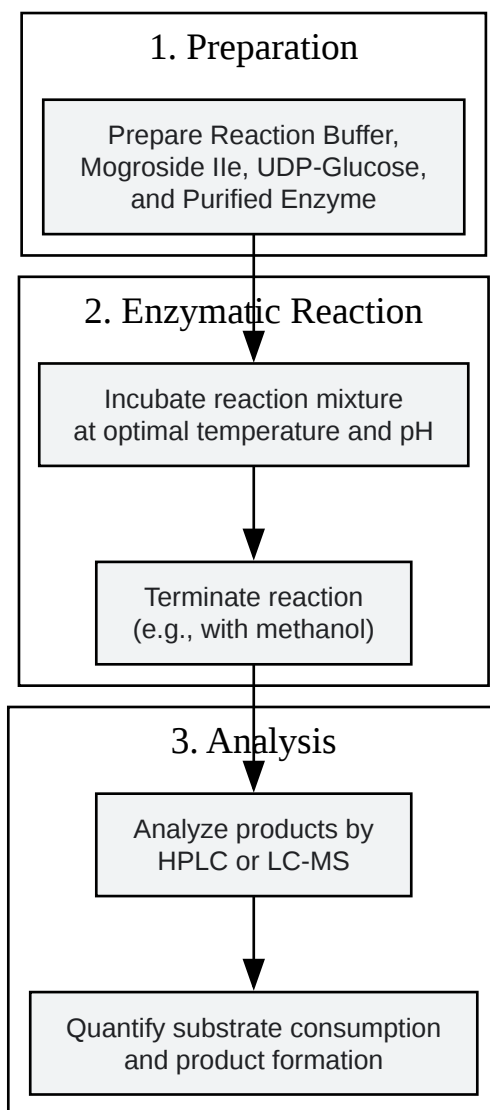 1. Preparation
Prepare Reaction Buffer,
Mogroside IIe, UDP-Glucose,
and Purified Enzyme
2. Enzymatic Reaction
Incubate reaction mixture
at optimal temperature and pH
Terminate reaction
(e.g., with methanol)
3. Analysis
Analyze products by
HPLC or LC-MS
Quantify substrate consumption
and product formation